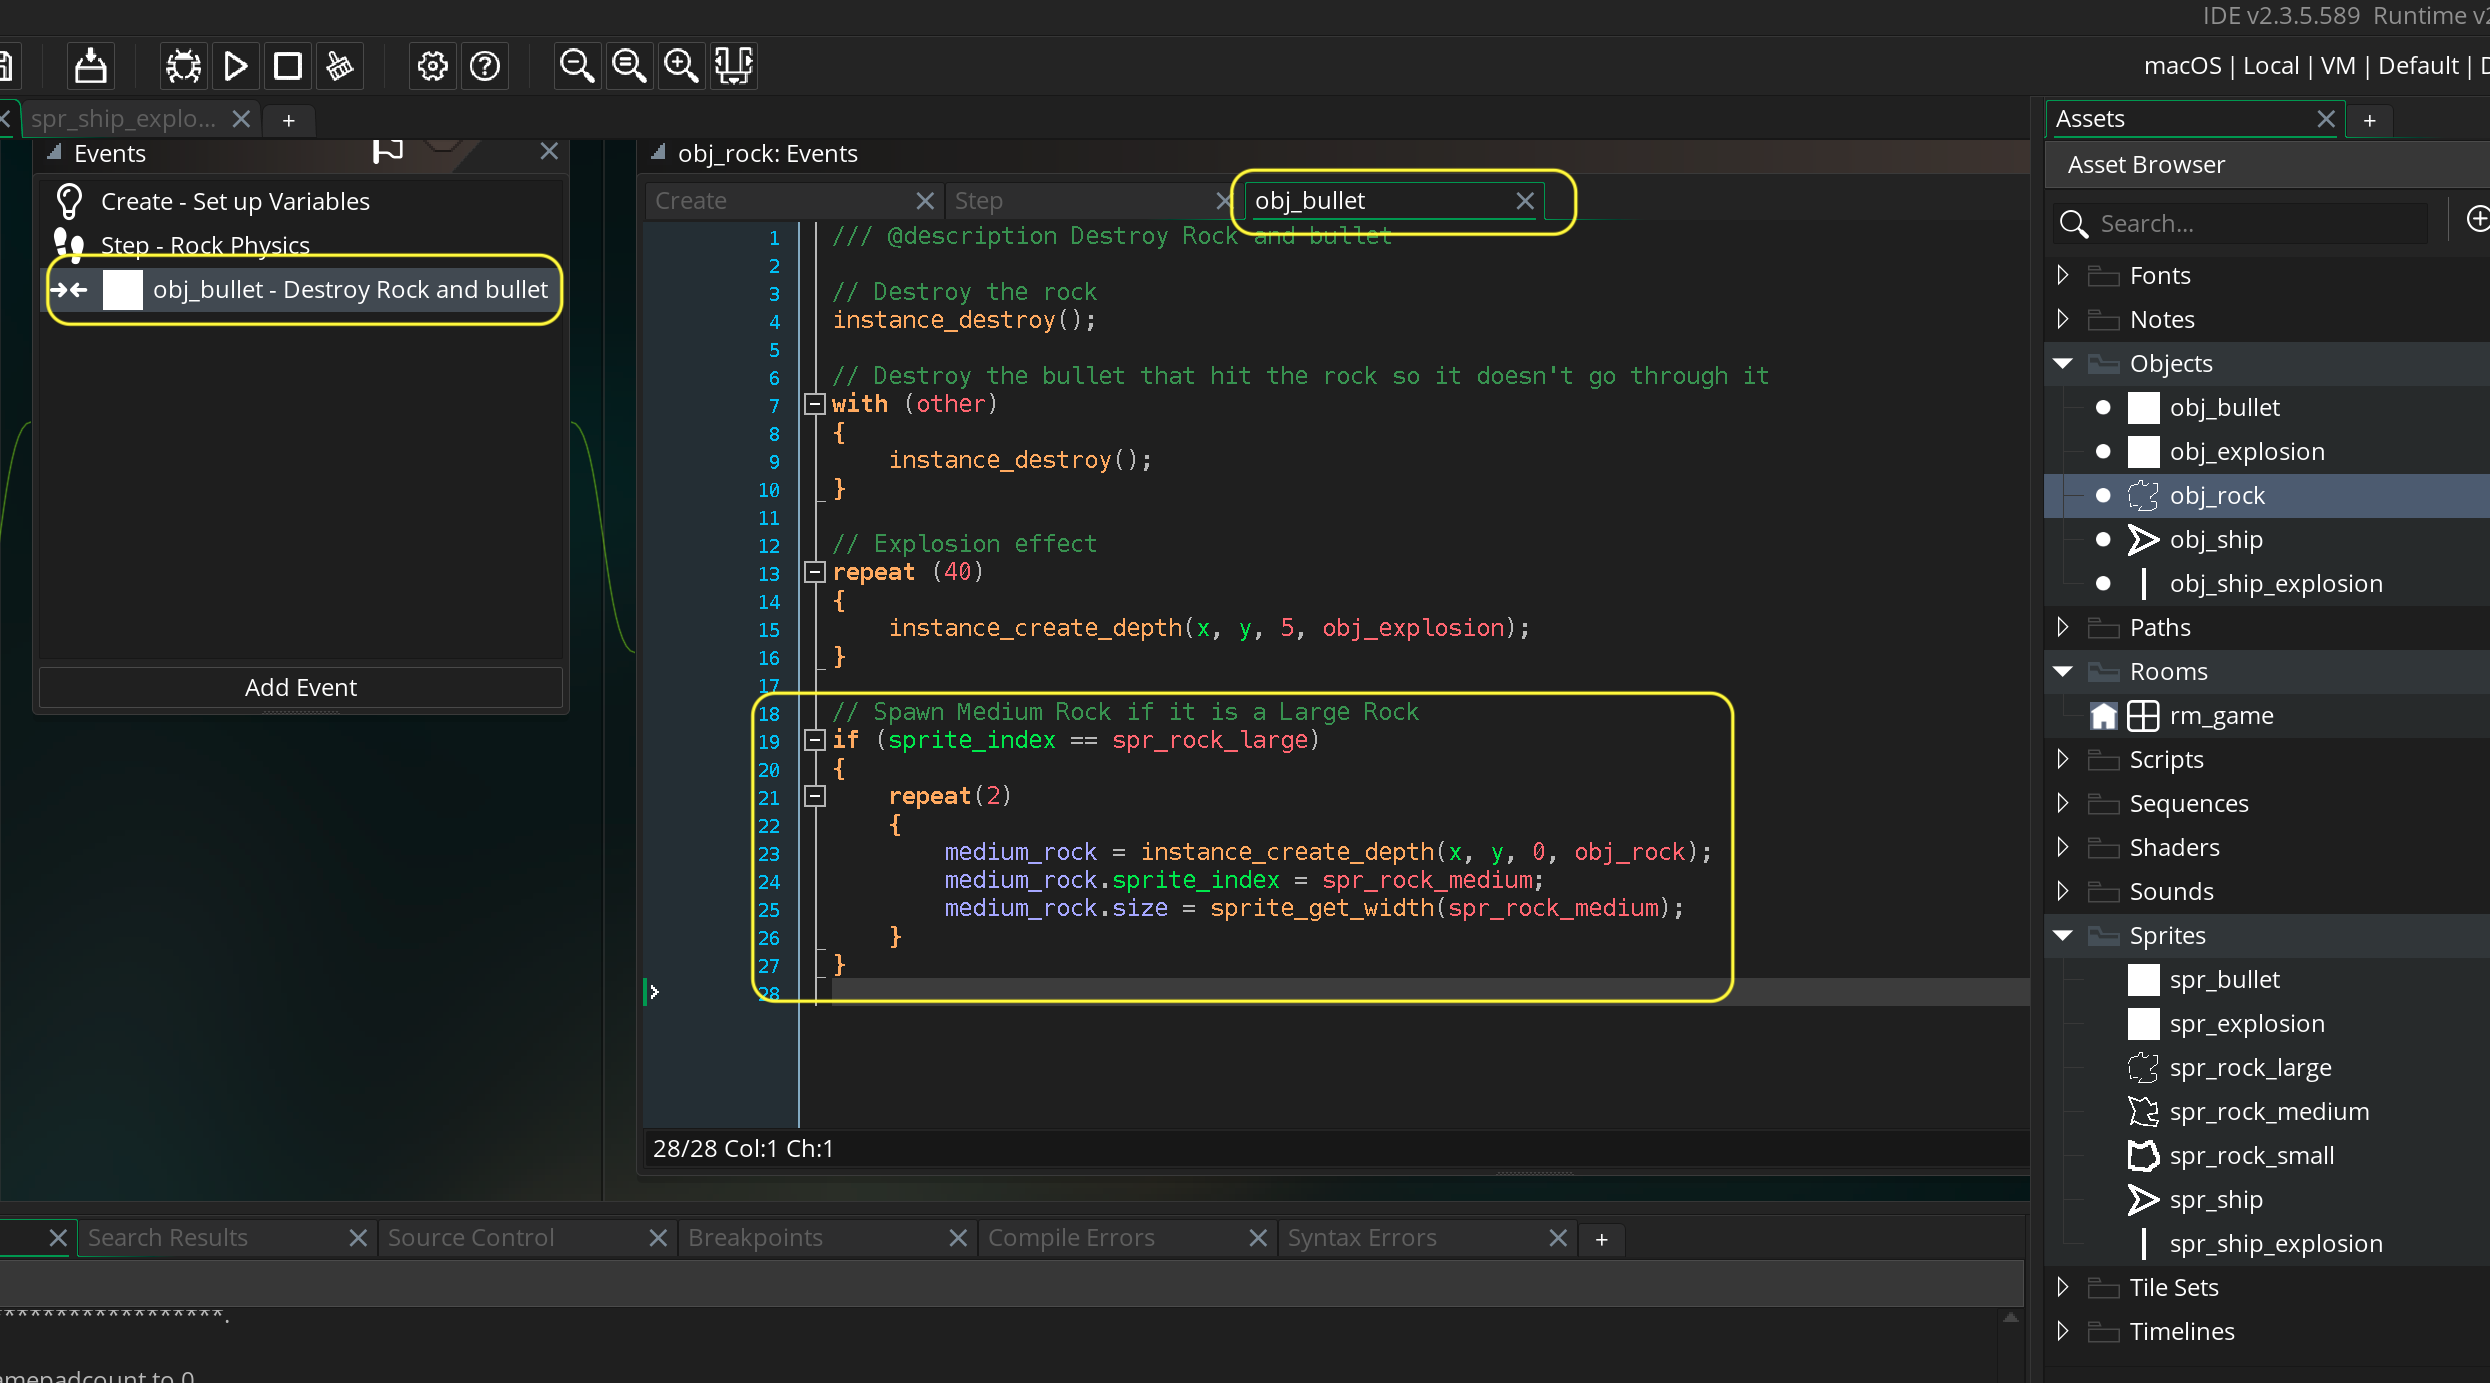 IDE v2.3.5.589 Runtime
macOS | Local | VM | Default |
spr_ship_explo...
+
Assets
+
Events
Create - Set up Variables
Step - Rock Physics
obj_bullet - Destroy Rock and bullet
Add Event
obj_rock: Events
Create
Step
obj_bullet
1 /// @description Destroy Rock and bullet
2
3 // Destroy the rock
4 instance_destroy();
5
6 // Destroy the bullet that hit the rock so it doesn't go through it
7 with (other)
8 {
9 instance_destroy();
10 }
11
12 // Explosion effect
13 repeat (40)
14 {
15 instance_create_depth(x, y, 5, obj_explosion);
16 }
17
18 // Spawn Medium Rock if it is a Large Rock
19 if (sprite_index == spr_rock_large)
20 {
21 repeat(2)
22 {
23 medium_rock = instance_create_depth(x, y, 0, obj_rock);
24 medium_rock.sprite_index = spr_rock_medium;
25 medium_rock.size = sprite_get_width(spr_rock_medium);
26 }
27 }
28
28/28 Col:1 Ch:1
Asset Browser
Search...
Fonts
Notes
Objects
obj_bullet
obj_explosion
obj_rock
obj_ship
obj_ship_explosion
Paths
Rooms
rm_game
Scripts
Sequences
Shaders
Sounds
Sprites
spr_bullet
spr_explosion
spr_rock_large
spr_rock_medium
spr_rock_small
spr_ship
spr_ship_explosion
Tile Sets
Timelines
Search Results
Source Control
Breakpoints
Compile Errors
Syntax Errors
+
*****************.
to 0